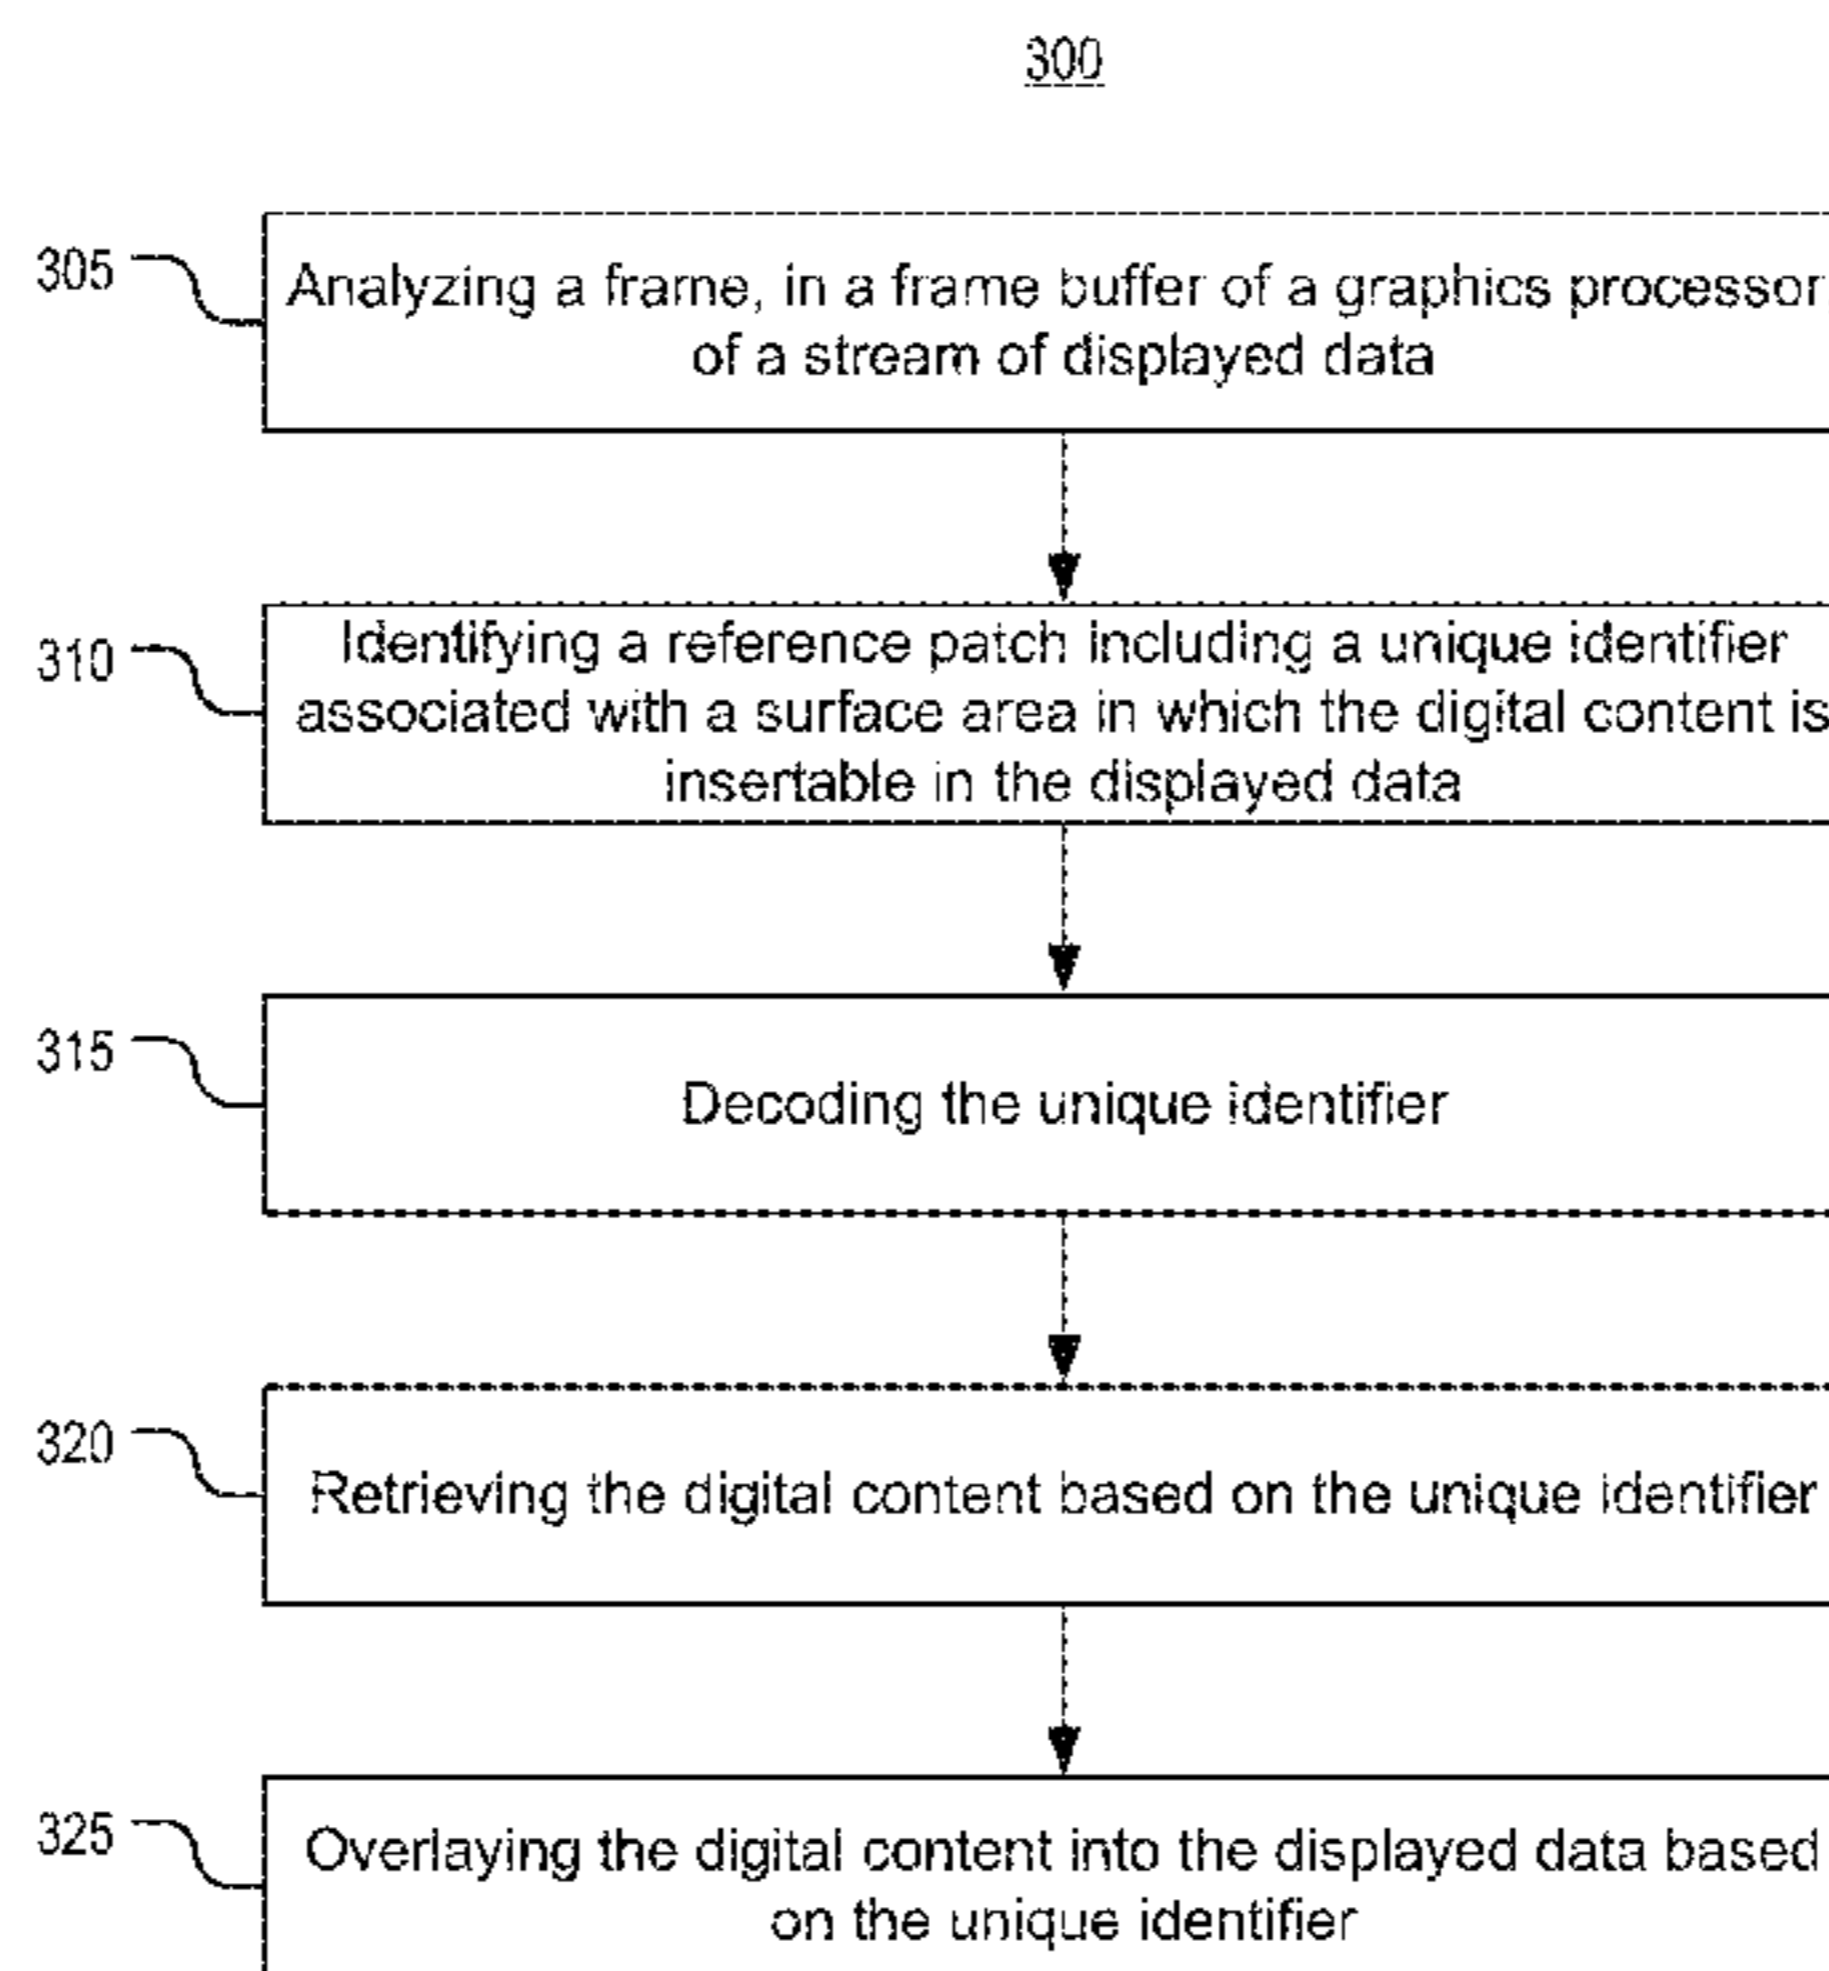 300
305
Analyzing a frame, in a frame buffer of a graphics processor,
of a stream of displayed data
310
Identifying a reference patch including a unique identifier
associated with a surface area in which the digital content is
insertable in the displayed data
315
Decoding the unique identifier
320
Retrieving the digital content based on the unique identifier
325
Overlaying the digital content into the displayed data based
on the unique identifier